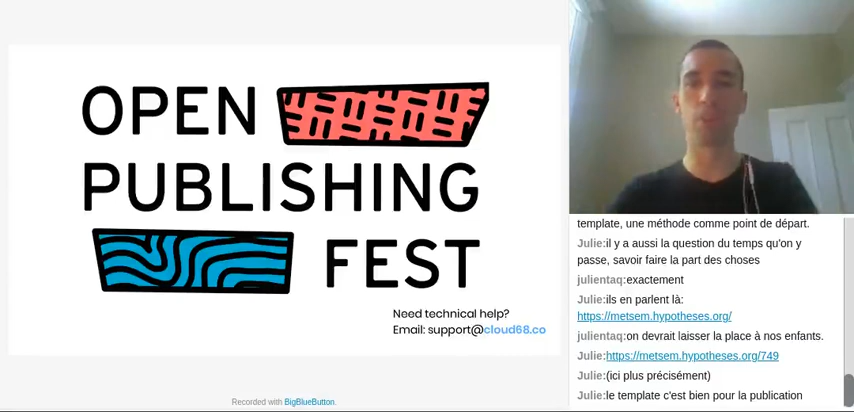 OPEN
PUBLISHING
FEST
Need technical help?
Email: support@cloud68.co
Recorded with BigBlueButton.
template, une méthode comme point de départ.
Julie:il y a aussi la question du temps qu'on y
passe, savoir faire la part des choses
julientaq:exactement
Julie:ils en parlent là:
https://metsem.hypotheses.org/
julientaq:on devrait laisser la place à nos enfants.
Julie:https://metsem.hypotheses.org/749
Julie:(ici plus précisément)
Julie:le template c'est bien pour la publication